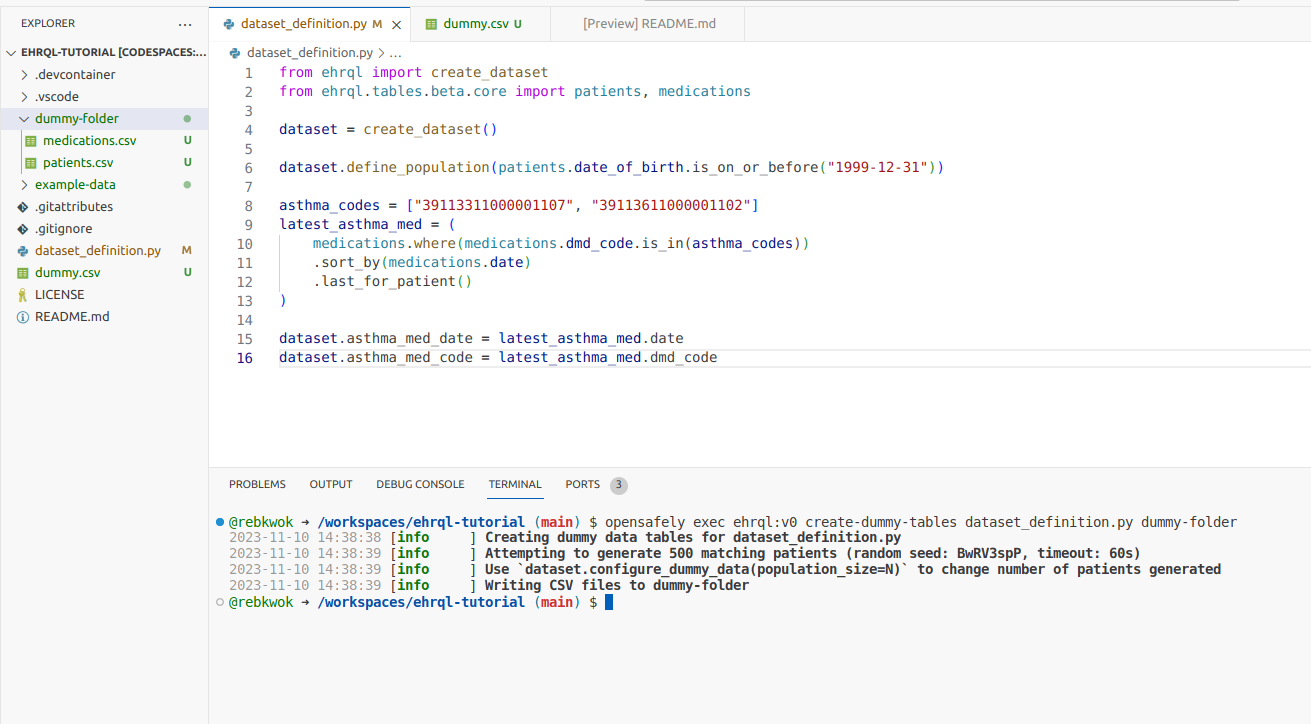 EXPLORER ...
EHRQL-TUTORIAL [CODESPACES:...
.devcontainer
.vscode
dummy-folder
medications.csv U
patients.csv U
example-data
.gitattributes
.gitignore
dataset_definition.py M
dummy.csv U
LICENSE
README.md
dataset_definition.py M
dummy.csv U
[Preview] README.md
dataset_definition.py > ...
1 from ehrql import create_dataset
2 from ehrql.tables.beta.core import patients, medications
3
4 dataset = create_dataset()
5
6 dataset.define_population(patients.date_of_birth.is_on_or_before("1999-12-31"))
7
8 asthma_codes = ["39113311000001107", "39113611000001102"]
9 latest_asthma_med = (
10     medications.where(medications.dmd_code.is_in(asthma_codes))
11     .sort_by(medications.date)
12     .last_for_patient()
13 )
14
15 dataset.asthma_med_date = latest_asthma_med.date
16 dataset.asthma_med_code = latest_asthma_med.dmd_code
PROBLEMS OUTPUT DEBUG CONSOLE TERMINAL PORTS 3
@rebkwok ➜ /workspaces/ehrql-tutorial (main) $ opensafely exec ehrql:v0 create-dummy-tables dataset_definition.py dummy-folder
2023-11-10 14:38:38 [info     ] Creating dummy data tables for dataset_definition.py
2023-11-10 14:38:39 [info     ] Attempting to generate 500 matching patients (random seed: BwRV3spP, timeout: 60s)
2023-11-10 14:38:39 [info     ] Use `dataset.configure_dummy_data(population_size=N)` to change number of patients generated
2023-11-10 14:38:39 [info     ] Writing CSV files to dummy-folder
@rebkwok ➜ /workspaces/ehrql-tutorial (main) $